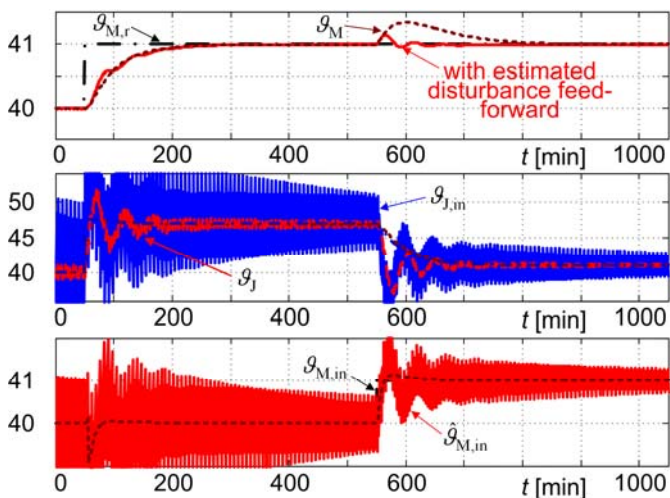 ϑM,r
ϑM
41
40
with estimated
disturbance feed-
forward
0 200 400 600 t [min] 1000
50
45
40
ϑJ,in
ϑJ
0 200 400 600 t [min] 1000
41
40
ϑM,in
ϑ̂M,in
0 200 400 600 t [min] 1000